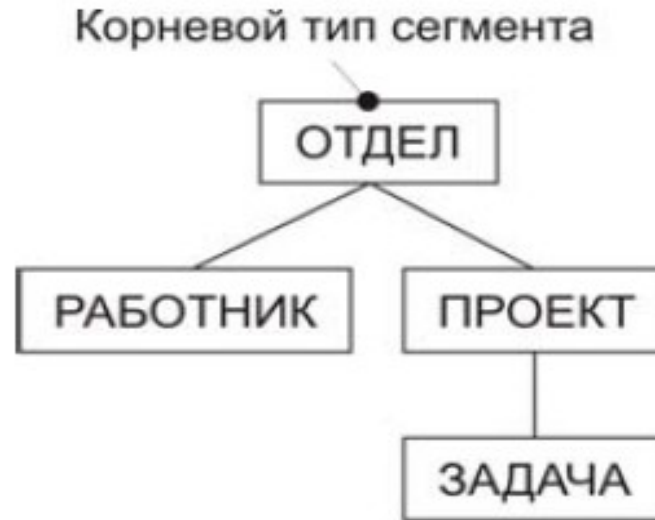 Корневой тип сегмента
ОТДЕЛ
РАБОТНИК
ПРОЕКТ
ЗАДАЧА